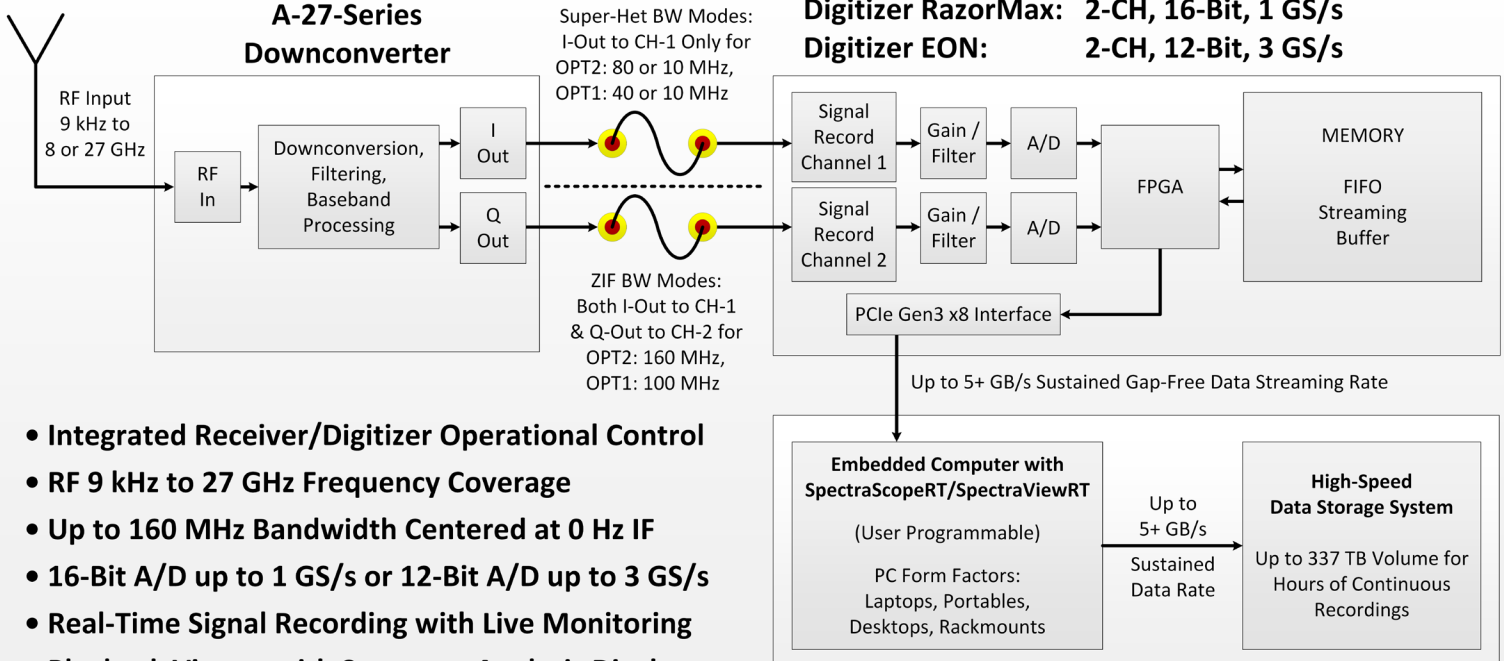 A-27-Series
Downconverter
RF Input
9 kHz to
8 or 27 GHz
RF
In
Downconversion,
Filtering,
Baseband
Processing
I
Out
Q
Out
Super-Het BW Modes:
I-Out to CH-1 Only for
OPT2: 80 or 10 MHz,
OPT1: 40 or 10 MHz
ZIF BW Modes:
Both I-Out to CH-1
& Q-Out to CH-2 for
OPT2: 160 MHz,
OPT1: 100 MHz
Digitizer RazorMax: 2-CH, 16-Bit, 1 GS/s
Digitizer EON: 2-CH, 12-Bit, 3 GS/s
Signal
Record
Channel 1
Gain /
Filter
A/D
Signal
Record
Channel 2
Gain /
Filter
A/D
FPGA
MEMORY
FIFO
Streaming
Buffer
PCIe Gen3 x8 Interface
Up to 5+ GB/s Sustained Gap-Free Data Streaming Rate
• Integrated Receiver/Digitizer Operational Control
• RF 9 kHz to 27 GHz Frequency Coverage
• Up to 160 MHz Bandwidth Centered at 0 Hz IF
• 16-Bit A/D up to 1 GS/s or 12-Bit A/D up to 3 GS/s
• Real-Time Signal Recording with Live Monitoring
Embedded Computer with
SpectraScopeRT/SpectraViewRT
(User Programmable)
PC Form Factors:
Laptops, Portables,
Desktops, Rackmounts
Up to
5+ GB/s
Sustained
Data Rate
High-Speed
Data Storage System
Up to 337 TB Volume for
Hours of Continuous
Recordings